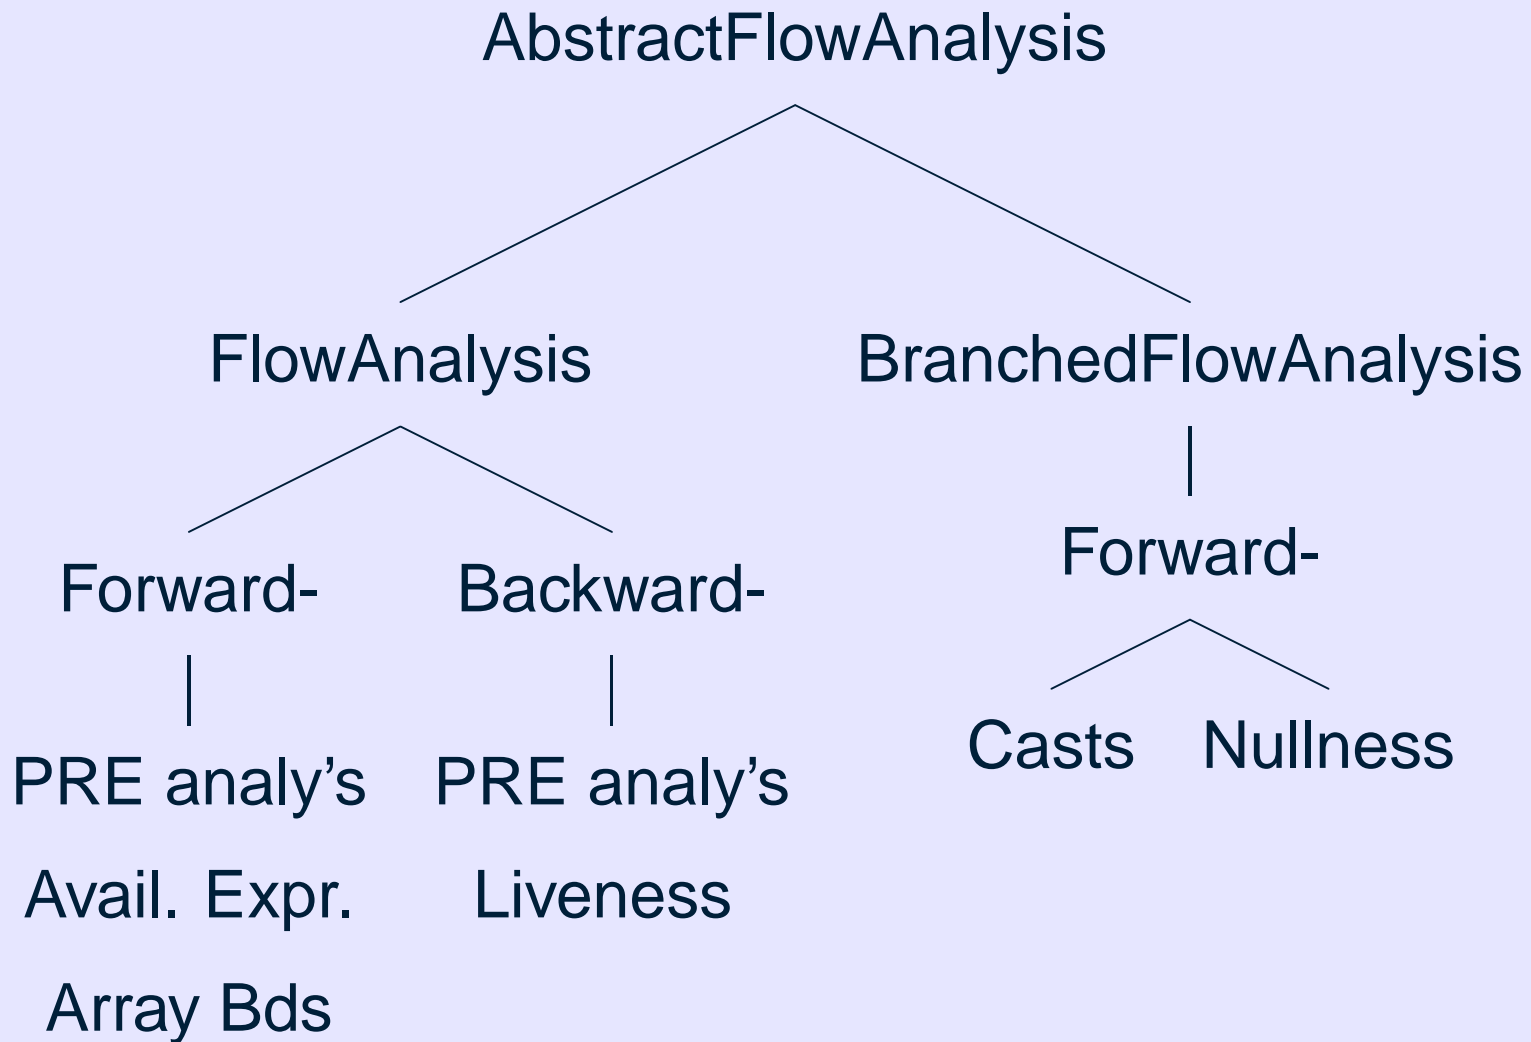 AbstractFlowAnalysis
FlowAnalysis
BranchedFlowAnalysis
Forward-
Backward-
Forward-
PRE analy’s
PRE analy’s
Casts
Nullness
Avail. Expr.
Liveness
Array Bds